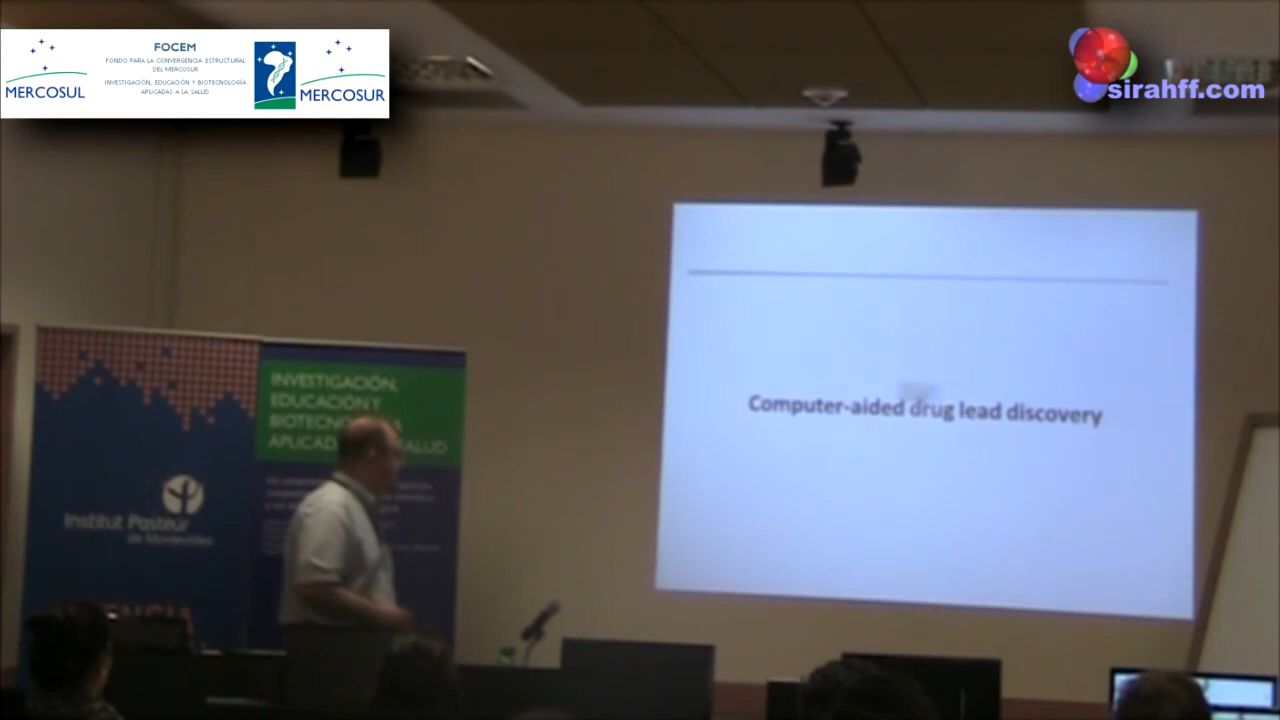 FOCEM
FONDO PARA LA CONVERGENCIA ESTRUCTURAL
DEL MERCOSUR
INVESTIGACIÓN, EDUCACIÓN Y BIOTECNOLOGÍA
APLICADAS A LA SALUD
MERCOSUL
MERCOSUR
sirahff.com
Computer-aided drug lead discovery
INVESTIGACIÓN,
EDUCACIÓN Y
Institut Pasteur
de Montevideo